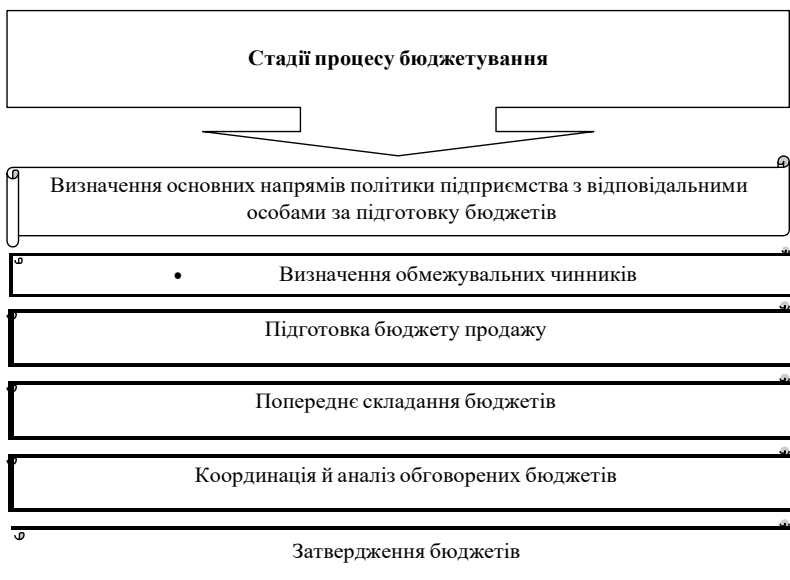 Стадії процесу бюджетування
Визначення основних напрямів політики підприємства з відповідальними
особами за підготовку бюджетів
• Визначення обмежувальних чинників
Підготовка бюджету продажу
Попереднє складання бюджетів
Координація й аналіз обговорених бюджетів
Затвердження бюджетів